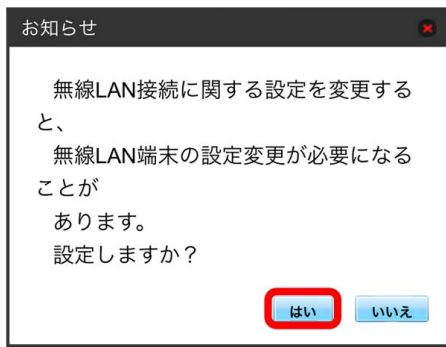 お知らせ
無線LAN接続に関する設定を変更する
と、
無線LAN端末の設定変更が必要になる
ことが
あります。
設定しますか？
はい いいえ